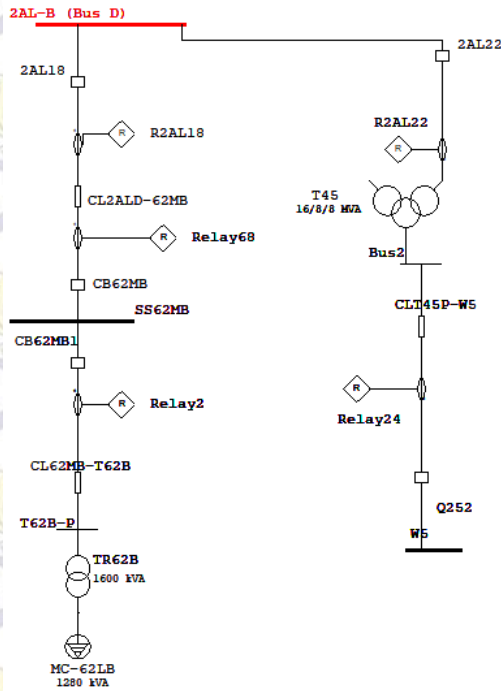 2AL-B (Bus D)
2AL18
2AL22
R
R2AL18
R2AL22
R
CL2ALD-62MB
T45
16/8/8 MVA
R
Relay68
Bus2
CB62MB
SS62MB
CLT45P-W5
CB62MB1
R
Relay2
R
Relay24
CL62MB-T62B
Q252
T62B-P
W5
TR62B
1600 kVA
MC-62LB
1280 kVA